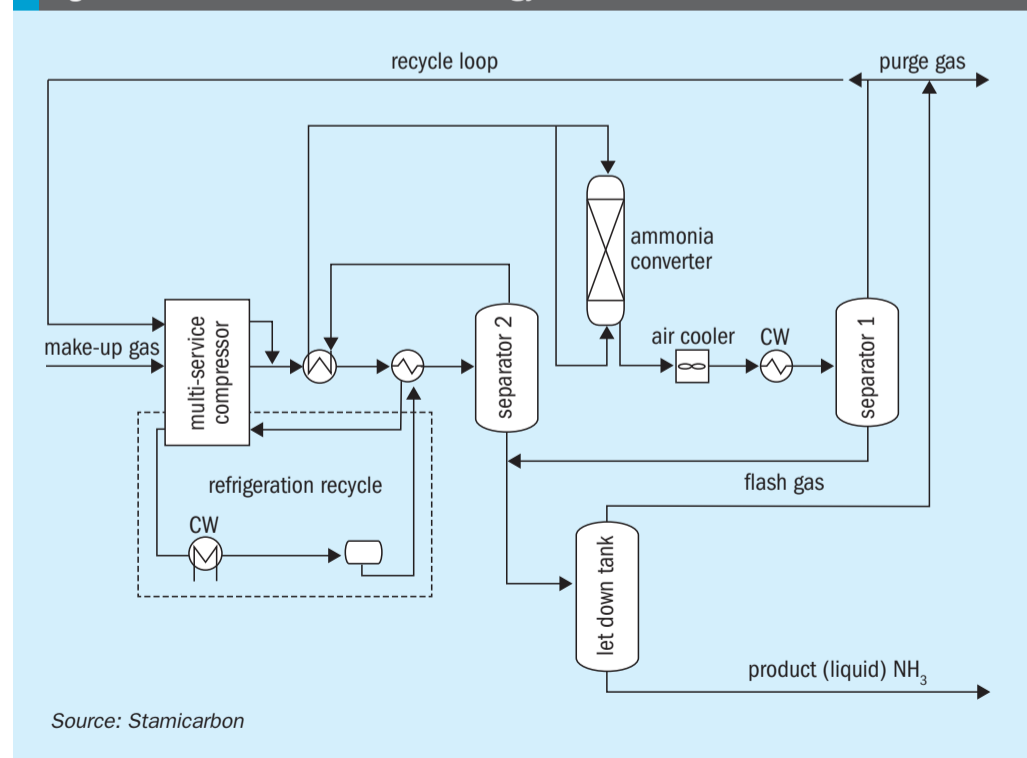 recycle loop
purge gas
ammonia
converter
make-up gas
multi-service
compressor
separator 2
air cooler
CW
separator 1
refrigeration recycle
flash gas
CW
let down tank
product (liquid) NH₃
Source: Stamicarbon